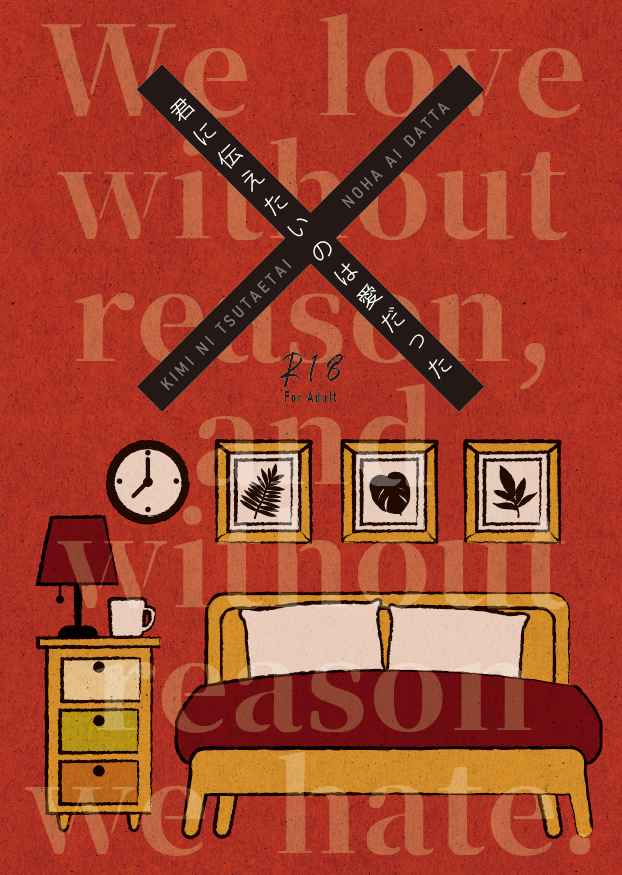 We love
without
reason,
and
without
reason
we hate.
君に伝えたいのは愛だった
KIMI NI TSUTAETAI
NOHA AI DATTA
R18
For Adult